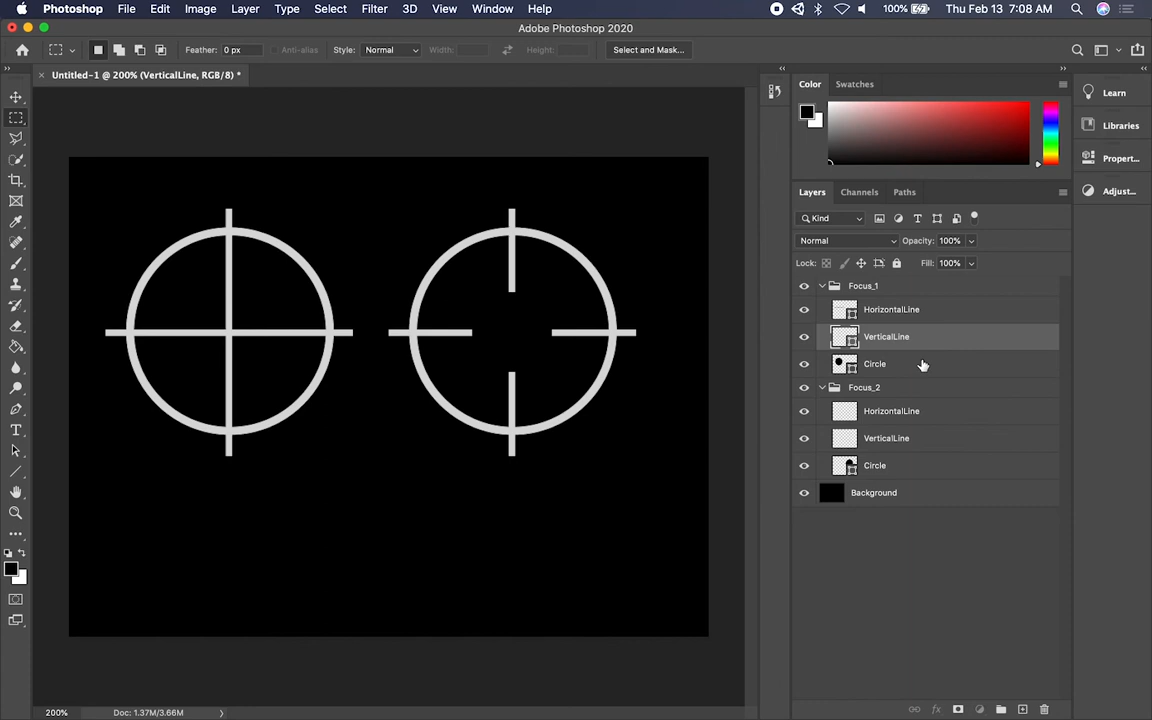 Photoshop File Edit Image Layer Type Select Filter 3D View Window Help 100% Thu Feb 13 7:08 AM
Adobe Photoshop 2020
Feather: 0 px Anti-alias Style: Normal Width: Height: Select and Mask...
Untitled-1 @ 200% (VerticalLine, RGB/8) *
Color Swatches
Learn
Libraries
Propert...
Adjust...
Layers Channels Paths
Kind
Normal Opacity: 100%
Lock: Fill: 100%
Focus_1
HorizontalLine
VerticalLine
Circle
Focus_2
HorizontalLine
VerticalLine
Circle
Background
200% Doc: 1.37M/3.66M